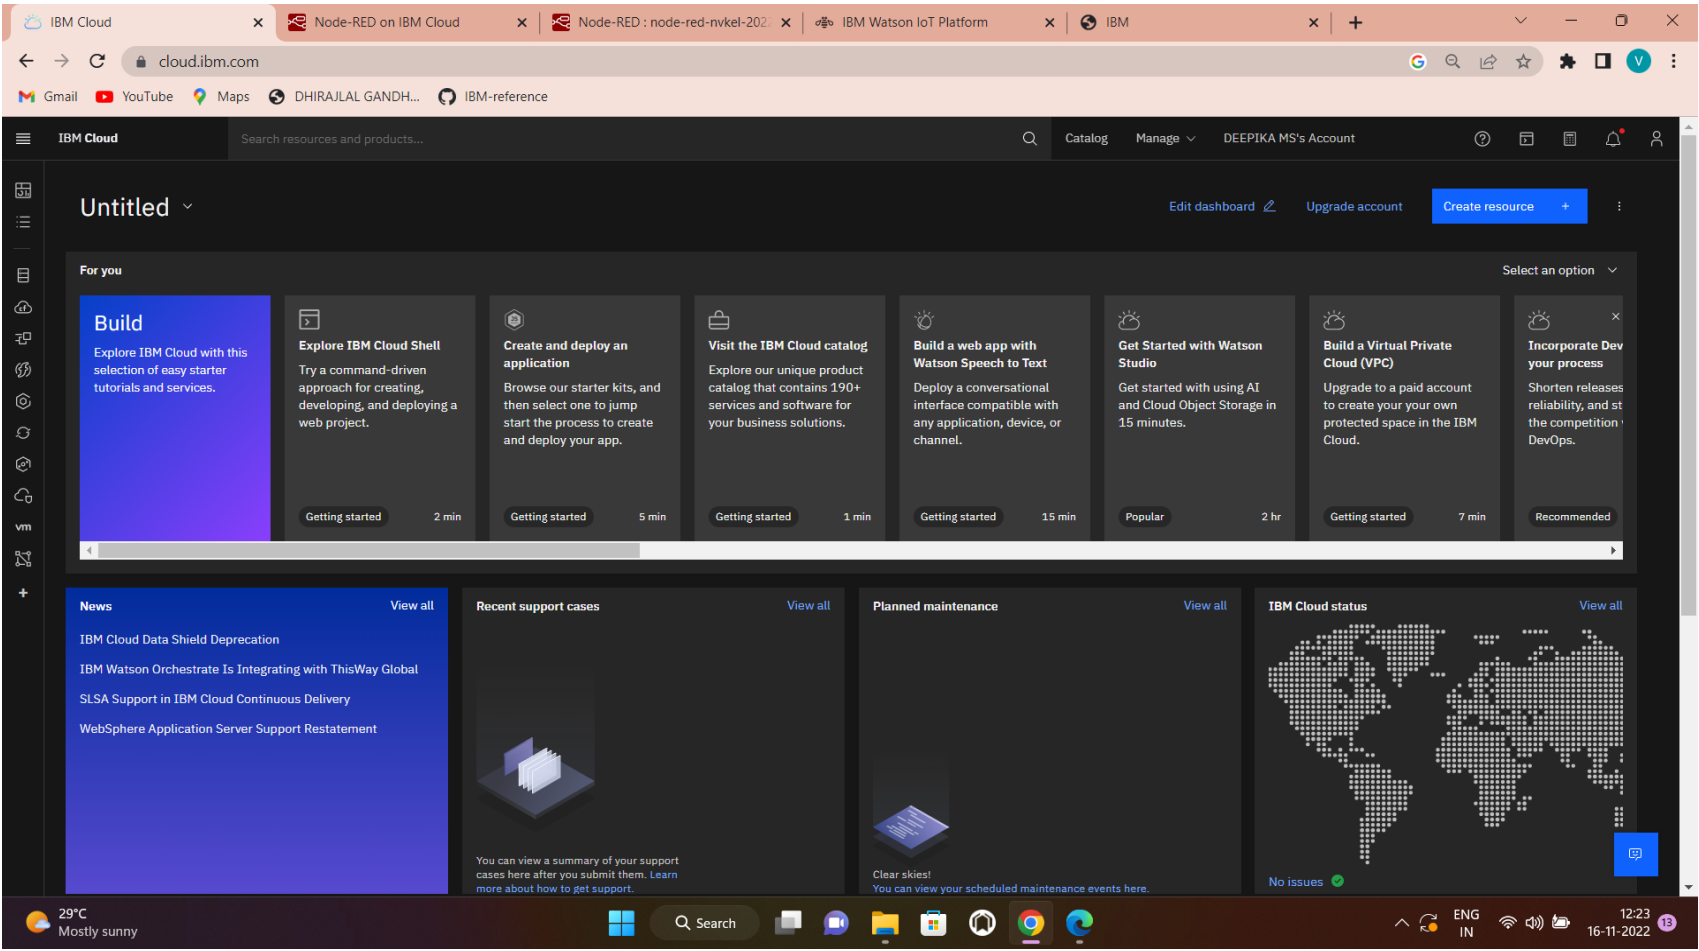 IBM Cloud
Node-RED on IBM Cloud
Node-RED : node-red-nvkel-202
IBM Watson IoT Platform
IBM
cloud.ibm.com
V
Gmail
YouTube
Maps
DHIRAJLAL GANDH...
IBM-reference
IBM Cloud
Search resources and products...
Catalog
Manage
DEEPIKA MS's Account
Untitled
Edit dashboard
Upgrade account
Create resource +
For you
Select an option
Build
Explore IBM Cloud with this
selection of easy starter
tutorials and services.
Explore IBM Cloud Shell
Try a command-driven
approach for creating,
developing, and deploying a
web project.
Getting started
2 min
Create and deploy an
application
Browse our starter kits, and
then select one to jump
start the process to create
and deploy your app.
Getting started
5 min
Visit the IBM Cloud catalog
Explore our unique product
catalog that contains 190+
services and software for
your business solutions.
Getting started
1 min
Build a web app with
Watson Speech to Text
Deploy a conversational
interface compatible with
any application, device, or
channel.
Getting started
15 min
Get Started with Watson
Studio
Get started with using AI
and Cloud Object Storage in
15 minutes.
Popular
2 hr
Build a Virtual Private
Cloud (VPC)
Upgrade to a paid account
to create your your own
protected space in the IBM
Cloud.
Getting started
7 min
Incorporate Dev
your process
Shorten releases
reliability, and st
the competition
DevOps.
Recommended
vm
News
View all
IBM Cloud Data Shield Deprecation
IBM Watson Orchestrate Is Integrating with ThisWay Global
SLSA Support in IBM Cloud Continuous Delivery
WebSphere Application Server Support Restatement
Recent support cases
View all
You can view a summary of your support
cases here after you submit them. Learn
more about how to get support.
Planned maintenance
View all
Clear skies!
You can view your scheduled maintenance events here.
IBM Cloud status
View all
No issues
29°C
Mostly sunny
Search
ENG
IN
12:23
16-11-2022
13